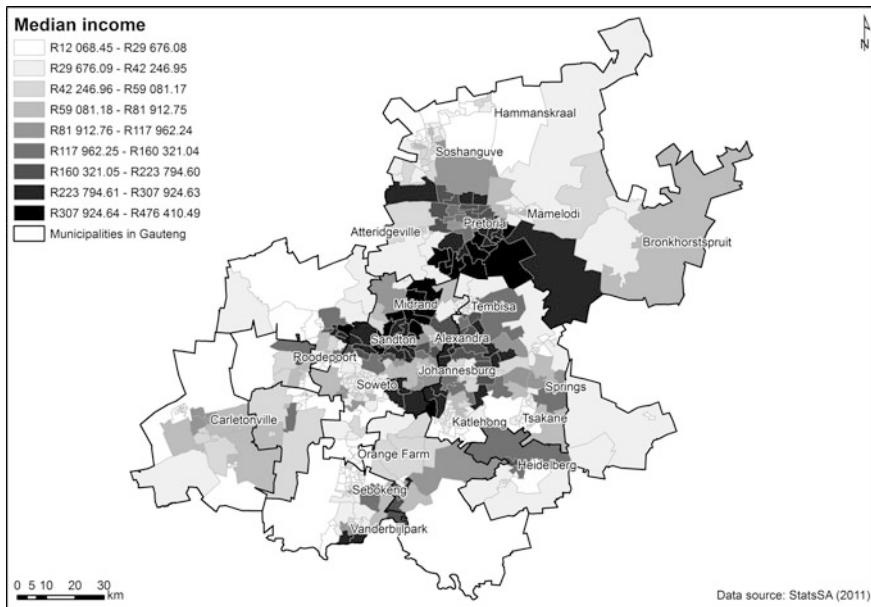 Median income
R12 068.45 - R29 676.08
R29 676.09 - R42 246.95
R42 246.96 - R59 081.17
R59 081.18 - R81 912.75
R81 912.76 - R117 962.24
R117 962.25 - R160 321.04
R160 321.05 - R223 794.60
R223 794.61 - R307 924.63
R307 924.64 - R476 410.49
Municipalities in Gauteng
N
Hammanskraal
Soshanguve
Mamelodi
Pretoria
Atteridgeville
Bronkhorstspruit
Midrand
Tembisa
Sandton
Alexandra
Roodepoort
Johannesburg
Soweto
Springs
Carletonville
Katlehong
Tsakane
Orange Farm
Heidelberg
Sebokeng
Vanderbijlpark
0 5 10 20 30
km
Data source: StatsSA (2011)